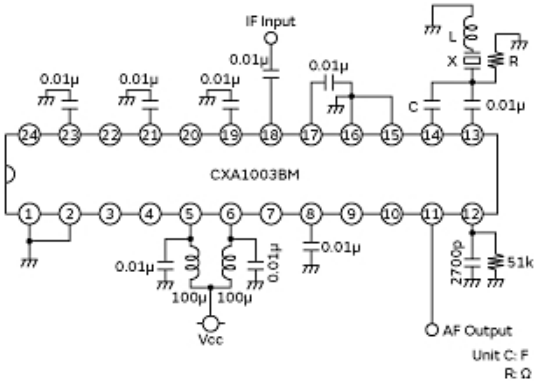 IF Input
L
X
R
0.01µ
0.01µ
0.01µ
0.01µ
0.01µ
C
0.01µ
24 23 22 21 20 19 18 17 16 15 14 13
CXA1003BM
1 2 3 4 5 6 7 8 9 10 11 12
0.01µ
0.01µ
0.01µ
2700p
51k
100µ 100µ
Vcc
AF Output
Unit C: F
R: Ω